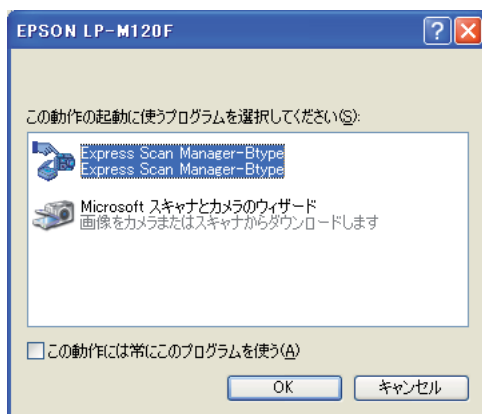 EPSON LP-M120F
この動作の起動に使うプログラムを選択してください(S):
Express Scan Manager-Btype
Express Scan Manager-Btype
Microsoft スキャナとカメラのウィザード
画像をカメラまたはスキャナからダウンロードします
この動作には常にこのプログラムを使う(A)
OK キャンセル